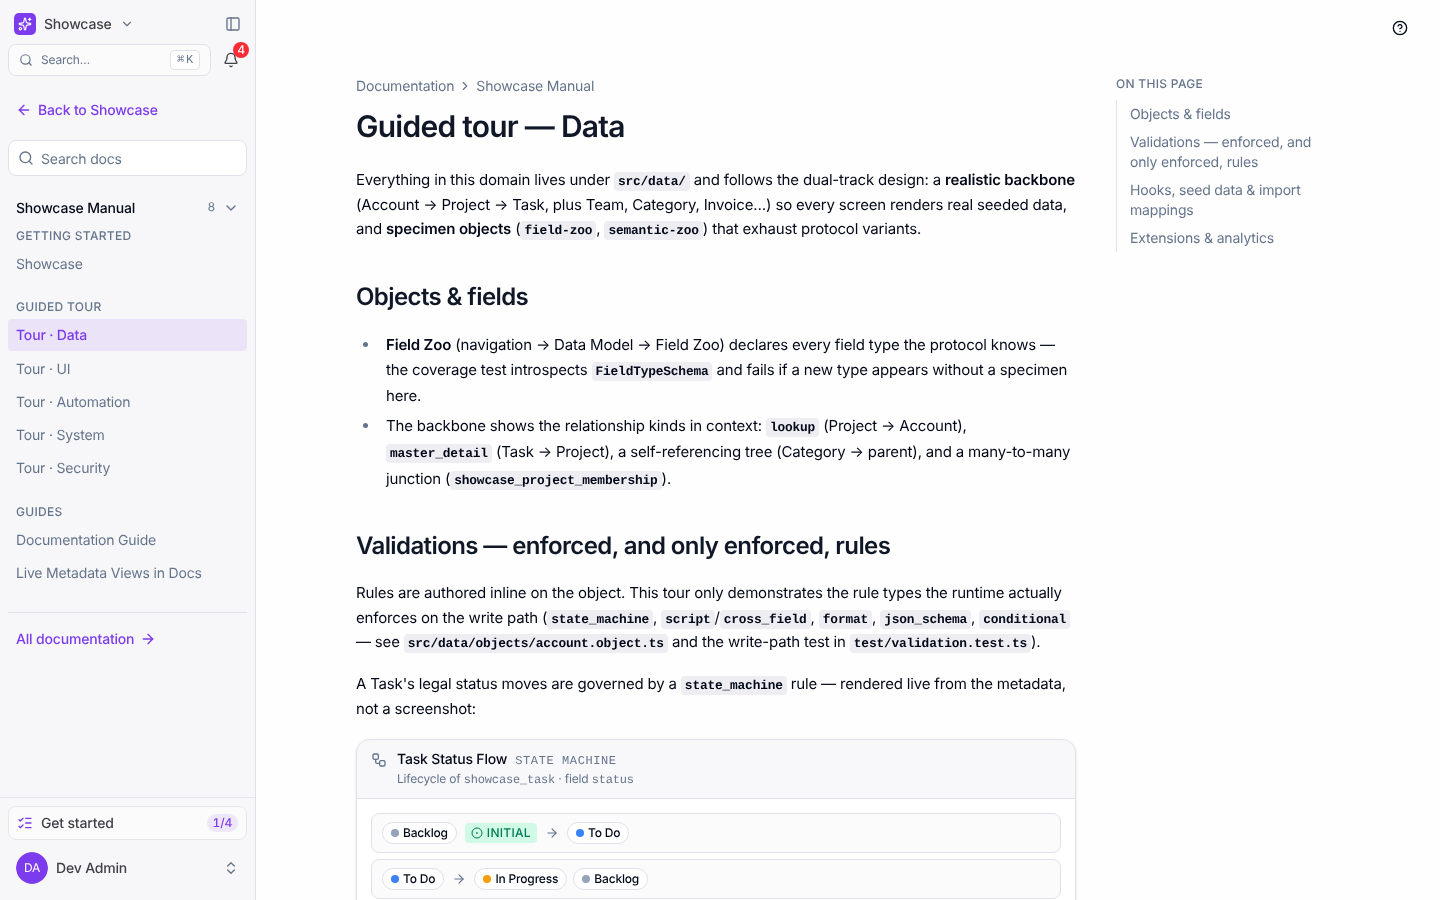 Showcase
Search...
⌘K
4
Back to Showcase
Search docs
Showcase Manual 8
GETTING STARTED
Showcase
GUIDED TOUR
Tour · Data
Tour · UI
Tour · Automation
Tour · System
Tour · Security
GUIDES
Documentation Guide
Live Metadata Views in Docs
All documentation →
Get started 1/4
DA Dev Admin
Documentation > Showcase Manual
Guided tour — Data
Everything in this domain lives under src/data/ and follows the dual-track design: a realistic backbone
(Account → Project → Task, plus Team, Category, Invoice...) so every screen renders real seeded data,
and specimen objects ( field-zoo , semantic-zoo ) that exhaust protocol variants.
Objects & fields
• Field Zoo (navigation → Data Model → Field Zoo) declares every field type the protocol knows —
the coverage test introspects FieldTypeSchema and fails if a new type appears without a specimen
here.
• The backbone shows the relationship kinds in context: lookup (Project → Account),
master_detail (Task → Project), a self-referencing tree (Category → parent), and a many-to-many
junction ( showcase_project_membership ).
Validations — enforced, and only enforced, rules
Rules are authored inline on the object. This tour only demonstrates the rule types the runtime actually
enforces on the write path ( state_machine , script / cross_field , format , json_schema , conditional
— see src/data/objects/account.object.ts and the write-path test in test/validation.test.ts ).
A Task's legal status moves are governed by a state_machine rule — rendered live from the metadata,
not a screenshot:
Task Status Flow STATE MACHINE
Lifecycle of showcase_task · field status
Backlog INITIAL → To Do
To Do → In Progress Backlog
ON THIS PAGE
Objects & fields
Validations — enforced, and
only enforced, rules
Hooks, seed data & import
mappings
Extensions & analytics